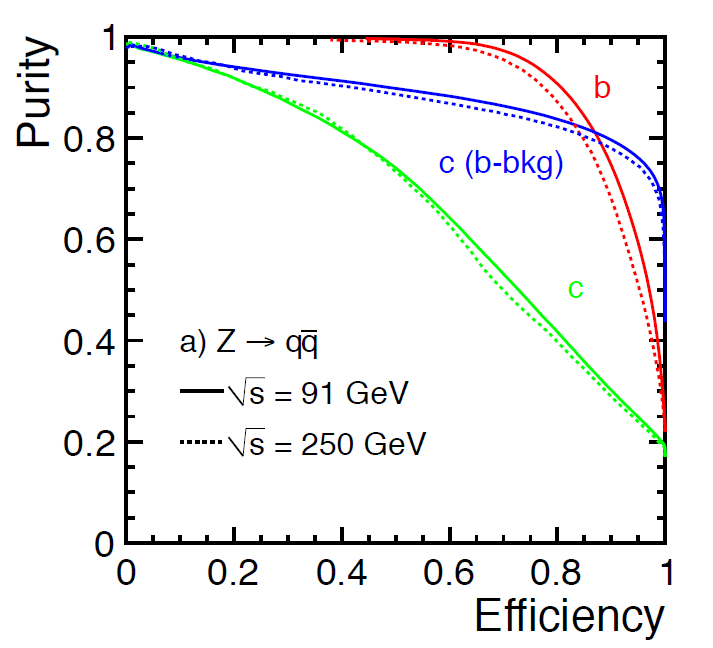 Purity
1
0.8
0.6
0.4
0.2
0
b
c (b-bkg)
c
a) Z → qq̅
√s = 91 GeV
√s = 250 GeV
0 0.2 0.4 0.6 0.8 1
Efficiency